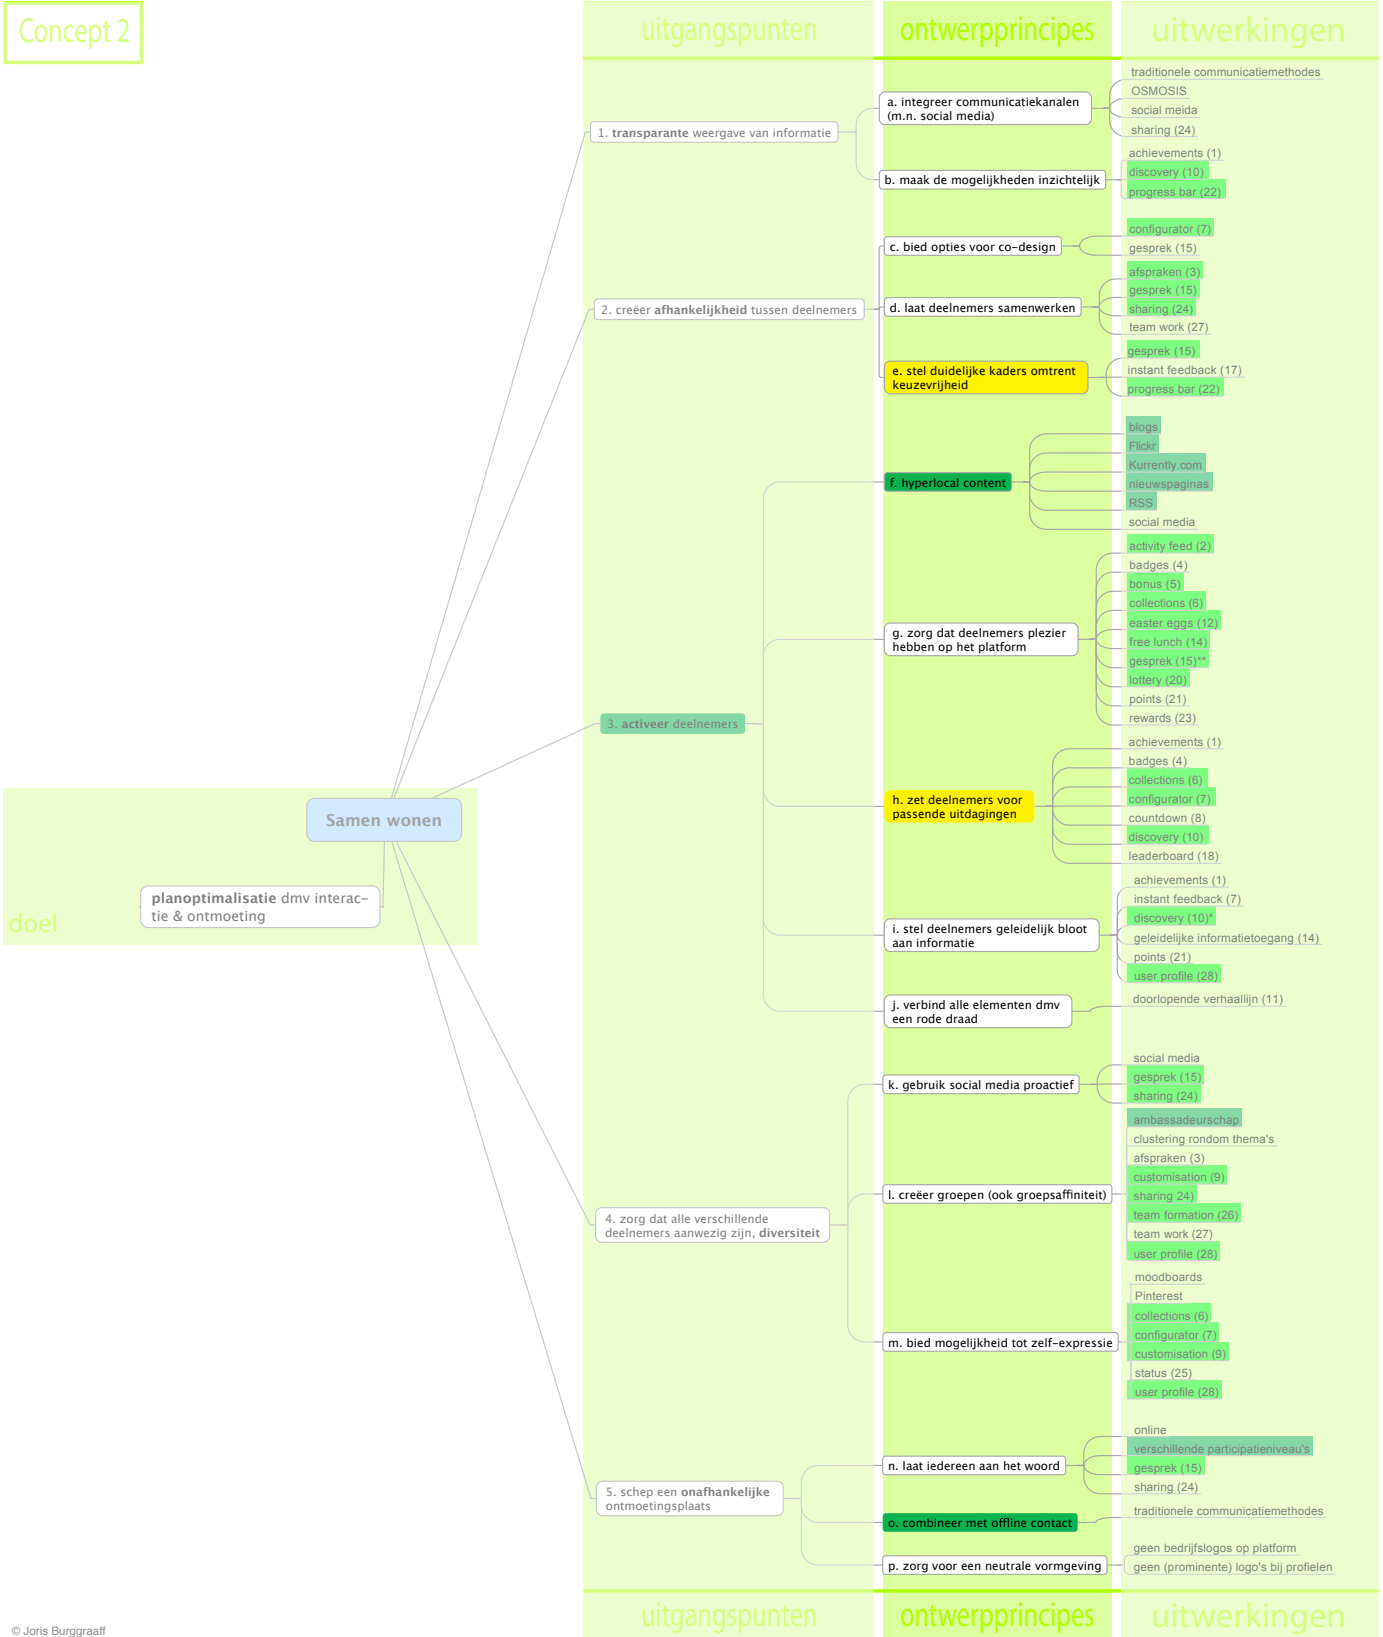 Concept 2
uitgangspunten
ontwerpprincipes
uitwerkingen
1. transparante weergave van informatie
a. integreer communicatiekanalen
(m.n. social media)
traditionele communicatiemethodes
OSMOSIS
social meida
sharing (24)
b. maak de mogelijkheden inzichtelijk
achievements (1)
discovery (10)
progress bar (22)
2. creëer afhankelijkheid tussen deelnemers
c. bied opties voor co-design
configurator (7)
gesprek (15)
d. laat deelnemers samenwerken
afspraken (3)
gesprek (15)
sharing (24)
team work (27)
e. stel duidelijke kaders omtrent
keuzevrijheid
gesprek (15)
instant feedback (17)
progress bar (22)
3. activeer deelnemers
f. hyperlocal content
blogs
Flickr
Kurrently.com
nieuwspaginas
RSS
social media
g. zorg dat deelnemers plezier
hebben op het platform
activity feed (2)
badges (4)
bonus (5)
collections (6)
easter eggs (12)
free lunch (14)
gesprek (15)**
lottery (20)
points (21)
rewards (23)
h. zet deelnemers voor
passende uitdagingen
achievements (1)
badges (4)
collections (6)
configurator (7)
countdown (8)
discovery (10)
leaderboard (18)
i. stel deelnemers geleidelijk bloot
aan informatie
achievements (1)
instant feedback (7)
discovery (10)*
geleidelijke informatietoegang (14)
points (21)
user profile (28)
j. verbind alle elementen dmv
een rode draad
doorlopende verhaallijn (11)
Samen wonen
planoptimalisatie dmv interac-
tie & ontmoeting
doel
4. zorg dat alle verschillende
deelnemers aanwezig zijn, diversiteit
k. gebruik social media proactief
social media
gesprek (15)
sharing (24)
l. creëer groepen (ook groepsaffiniteit)
ambassadeurschap
clustering rondom thema's
afspraken (3)
customisation (9)
sharing 24)
team formation (26)
team work (27)
user profile (28)
m. bied mogelijkheid tot zelf-expressie
moodboards
Pinterest
collections (6)
configurator (7)
customisation (9)
status (25)
user profile (28)
5. schep een onafhankelijke
ontmoetingsplaats
n. laat iedereen aan het woord
online
verschillende participatieniveau's
gesprek (15)
sharing (24)
o. combineer met offline contact
traditionele communicatiemethodes
p. zorg voor een neutrale vormgeving
geen bedrijfslogos op platform
geen (prominente) logo's bij profielen
uitgangspunten
ontwerpprincipes
uitwerkingen
© Joris Burggraaff